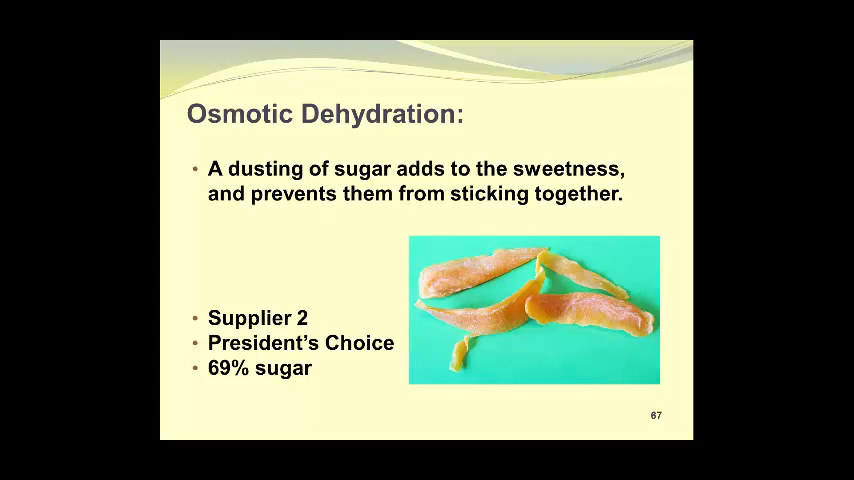 Osmotic Dehydration:
• A dusting of sugar adds to the sweetness,
and prevents them from sticking together.
• Supplier 2
• President’s Choice
• 69% sugar
67